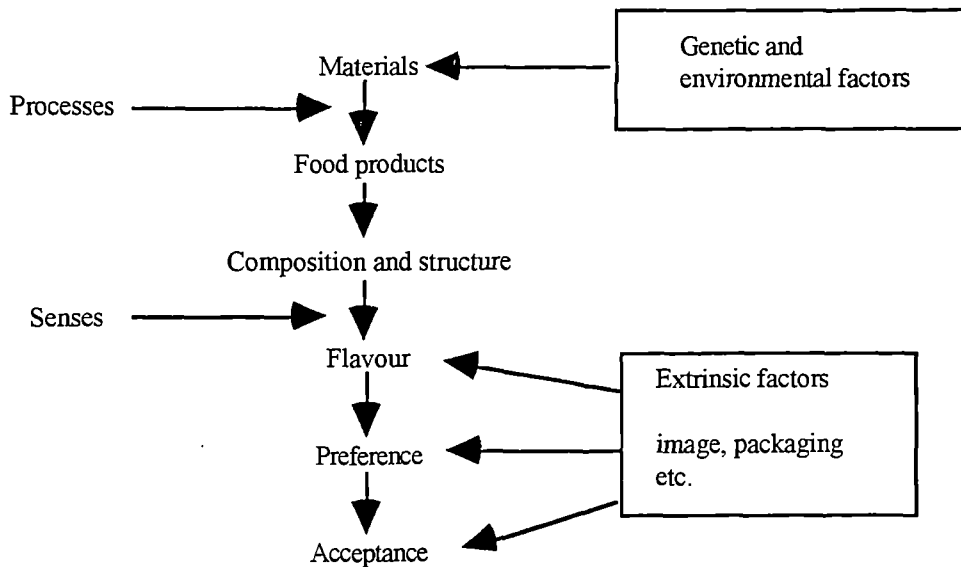 Genetic and
environmental factors
Materials
Processes
Food products
Composition and structure
Senses
Flavour
Extrinsic factors
image, packaging
etc.
Preference
Acceptance